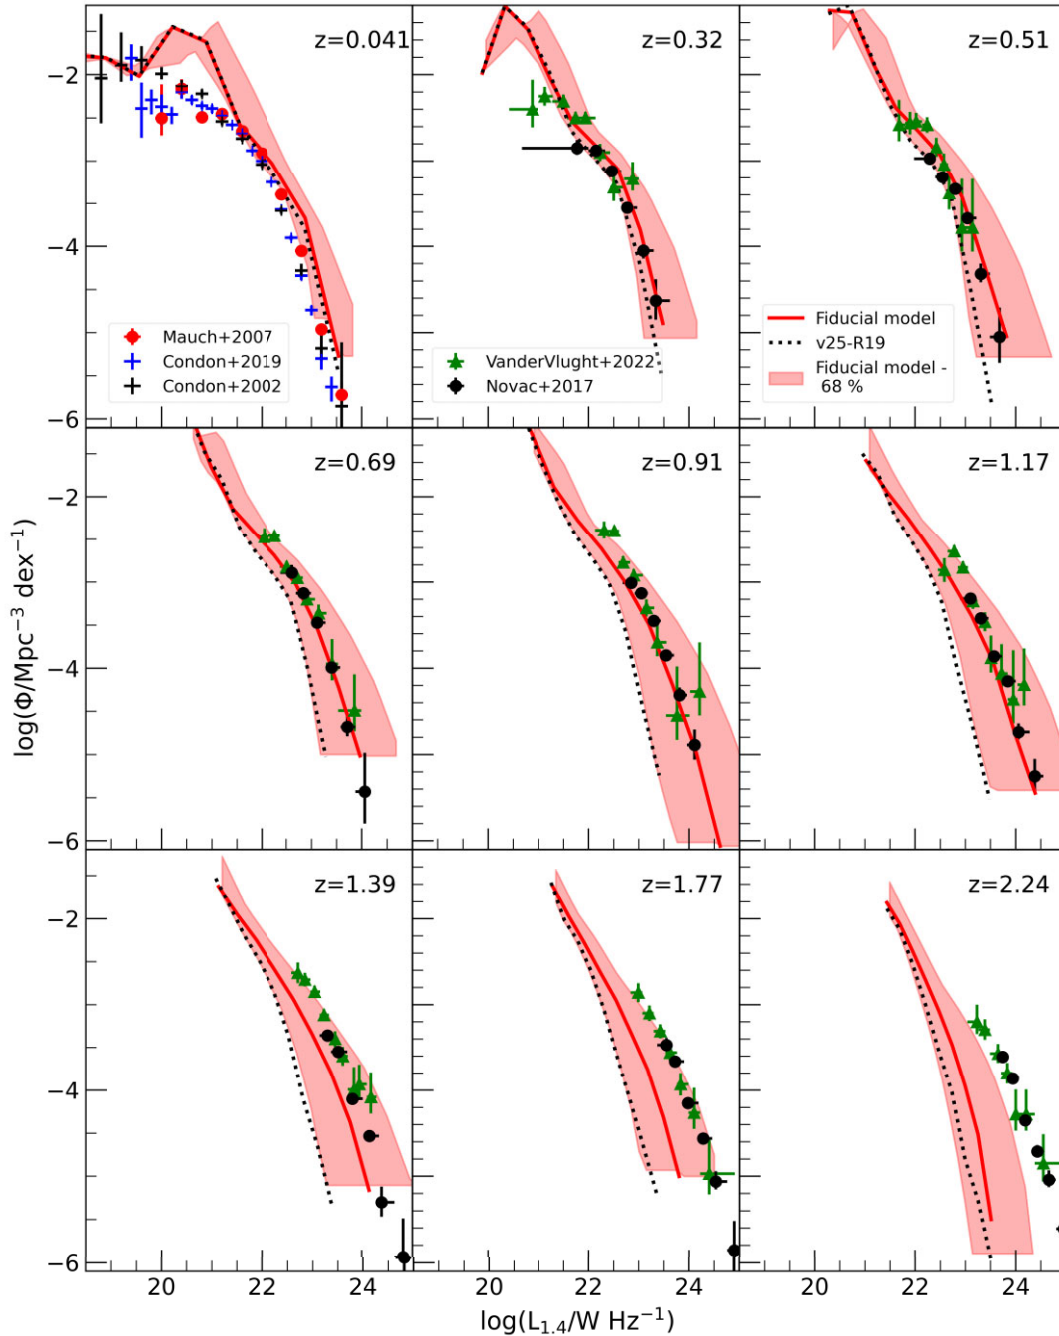 z=0.041
z=0.32
z=0.51
−2
−4
−6
Mauch+2007
Condon+2019
Condon+2002
VanderVlught+2022
Novac+2017
Fiducial model
v25-R19
Fiducial model -
68 %
z=0.69
z=0.91
z=1.17
−2
−4
−6
log(Φ/Mpc⁻³ dex⁻¹)
z=1.39
z=1.77
z=2.24
−2
−4
−6
20 22 24 20 22 24 20 22 24
log(L₁.₄/W Hz⁻¹)